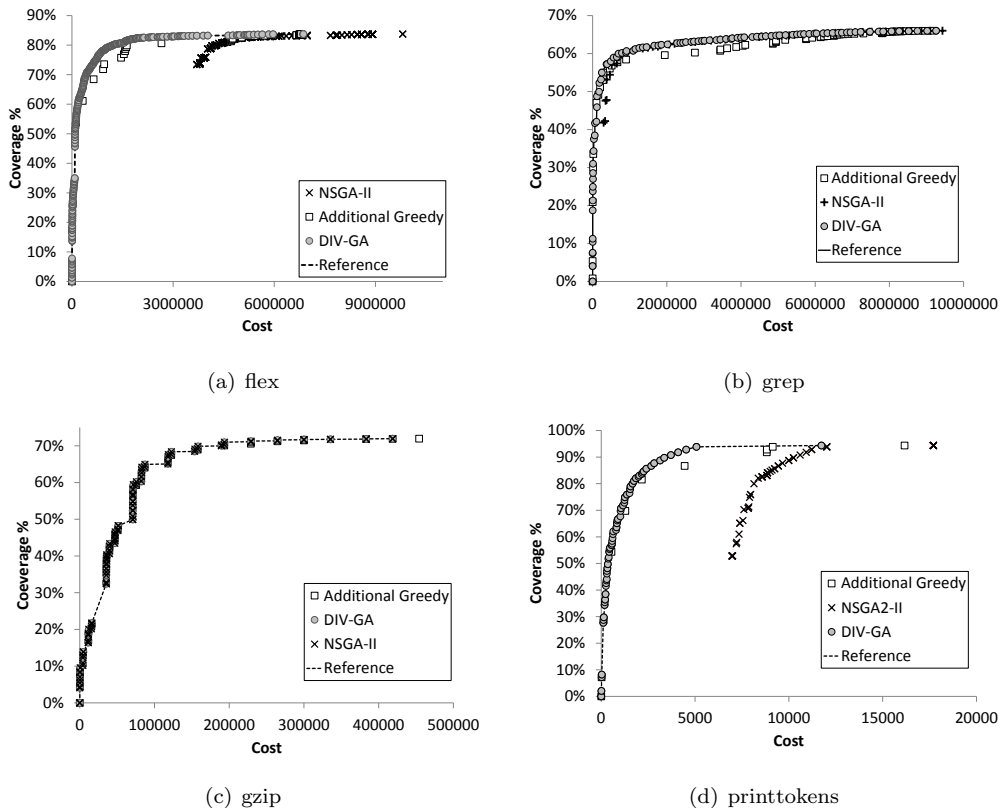 90%
80%
70%
60%
50%
40%
30%
20%
10%
0%
Coverage %
NSGA-II
Additional Greedy
DIV-GA
Reference
0 3000000 6000000 9000000
Cost
(a) flex
70%
60%
50%
40%
30%
20%
10%
0%
Coverage %
Additional Greedy
NSGA-II
DIV-GA
Reference
0 2000000 4000000 6000000 8000000 10000000
Cost
(b) grep
70%
60%
50%
40%
30%
20%
10%
0%
Coeverage %
Additional Greedy
DIV-GA
NSGA-II
Reference
0 100000 200000 300000 400000 500000
Cost
(c) gzip
100%
90%
80%
70%
60%
50%
40%
30%
20%
10%
0%
Coverage %
Additional Greedy
NSGA2-II
DIV-GA
Reference
0 5000 10000 15000 20000
Cost
(d) printtokens